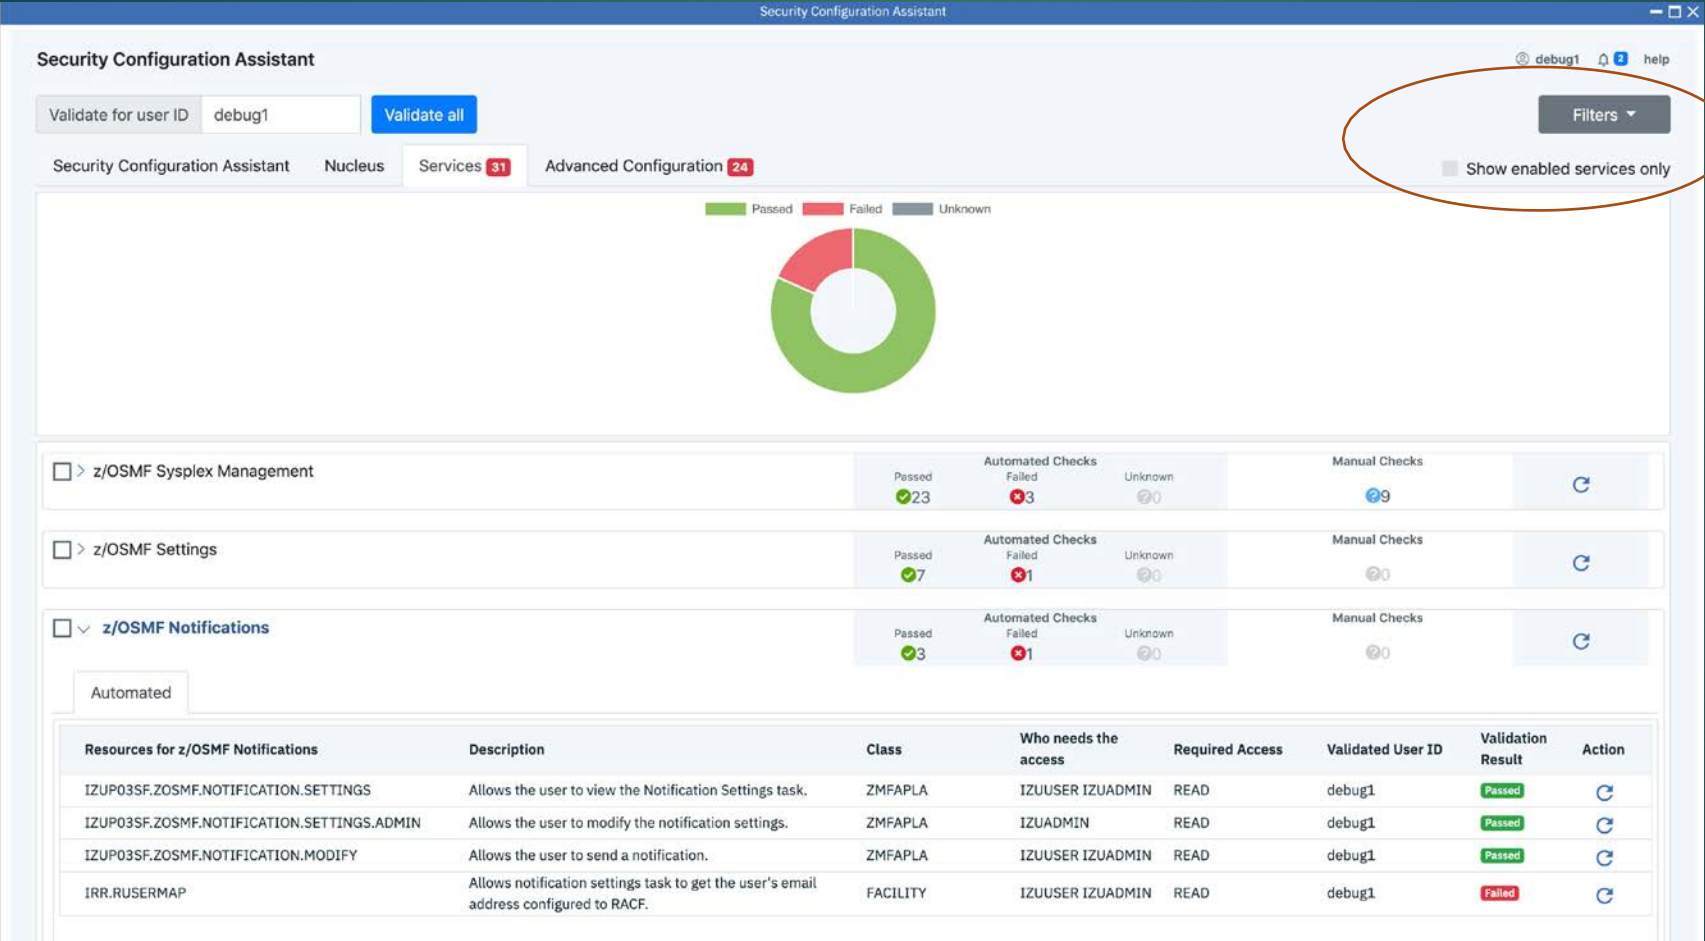 Security Configuration Assistant
Security Configuration Assistant
debug1 2 help
Validate for user ID debug1 Validate all Filters
Security Configuration Assistant Nucleus Services 31 Advanced Configuration 24
Show enabled services only
Passed Failed Unknown
z/OSMF Sysplex Management
Automated Checks Manual Checks
Passed Failed Unknown
23 3 0 9
z/OSMF Settings
Automated Checks Manual Checks
Passed Failed Unknown
7 1 0 0
z/OSMF Notifications
Automated Checks Manual Checks
Passed Failed Unknown
3 1 0 0
Automated
Resources for z/OSMF Notifications Description Class Who needs the access Required Access Validated User ID Validation Result Action
IZUP03SF.ZOSMF.NOTIFICATION.SETTINGS Allows the user to view the Notification Settings task. ZMFAPLA IZUUSER IZUADMIN READ debug1 Passed
IZUP03SF.ZOSMF.NOTIFICATION.SETTINGS.ADMIN Allows the user to modify the notification settings. ZMFAPLA IZUADMIN READ debug1 Passed
IZUP03SF.ZOSMF.NOTIFICATION.MODIFY Allows the user to send a notification. ZMFAPLA IZUUSER IZUADMIN READ debug1 Passed
IRR.RUSERMAP Allows notification settings task to get the user's email address configured to RACF. FACILITY IZUUSER IZUADMIN READ debug1 Failed